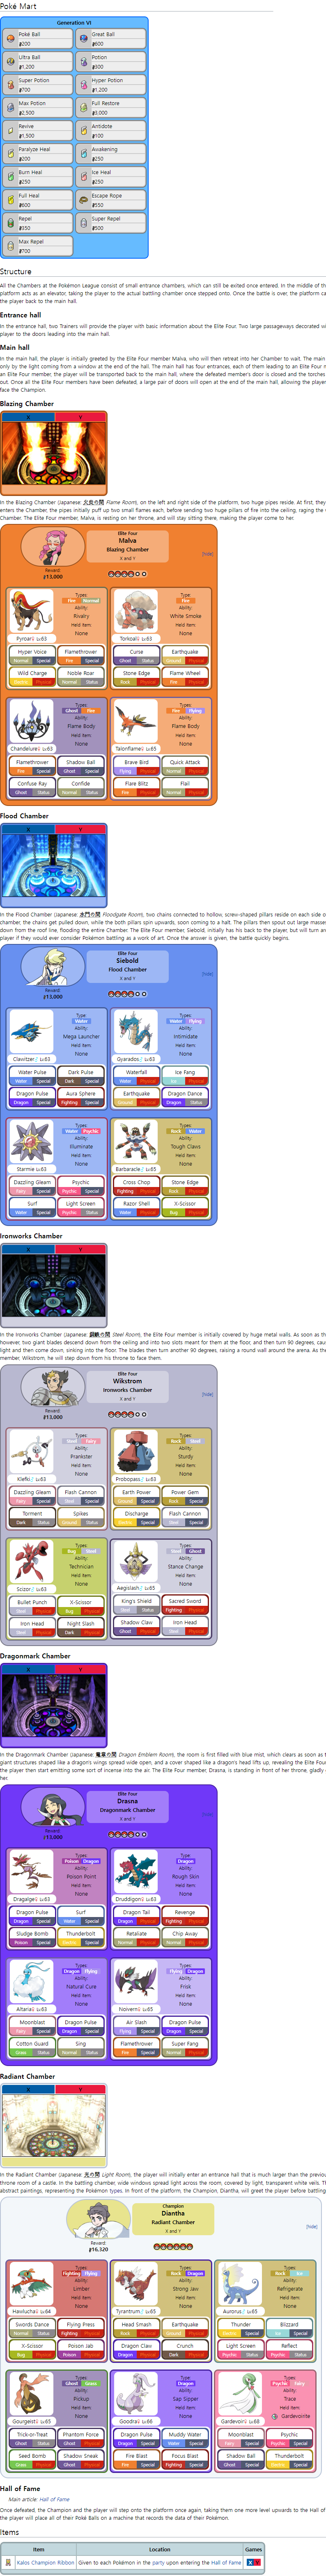 Poké Mart
Generation VI
Poké Ball
200
Great Ball
600
Ultra Ball
1,200
Potion
300
Super Potion
700
Hyper Potion
1,200
Max Potion
2,500
Full Restore
3,000
Revive
1,500
Antidote
100
Paralyze Heal
200
Awakening
250
Burn Heal
250
Ice Heal
250
Full Heal
600
Escape Rope
550
Repel
350
Super Repel
500
Max Repel
700
Structure
All the Chambers at the Pokémon League consist of small entrance chambers, which can still be exited once entered. In the middle of th
platform acts as an elevator, taking the player to the actual battling chamber once stepped onto. Once the battle is over, the platform ca
the player back to the main hall.
Entrance hall
In the entrance hall, two Trainers will provide the player with basic information about the Elite Four. Two large passageways decorated wi
player to the doors leading into the main hall.
Main hall
In the main hall, the player is initially greeted by the Elite Four member Malva, who will then retreat into her Chamber to wait. The main
only by the light coming from a window at the end of the hall. The main hall has four entrances, each of them leading to an Elite Four m
an Elite Four member, the player will be transported back to the main hall, where the defeated member's door is closed and the torches
out. Once all the Elite Four members have been defeated, a large pair of doors will open at the end of the main hall, allowing the player
face the Champion.
Blazing Chamber
X Y
In the Blazing Chamber (Japanese: 火炎の間 Flame Room), on the left and right side of the platform, two huge pipes reside. At first, they
enters the Chamber, the pipes initially puff up two small flames each, before sending two huge pillars of fire into the ceiling, raging the
Chamber. The Elite Four member, Malva, is resting on her throne, and will stay sitting there, making the player come to her.
Elite Four
Malva
Blazing Chamber
X and Y
[hide]
Reward:
13,000
Types:
Fire Normal
Ability:
Rivalry
Held item:
None
Pyroar Lv.63
Hyper Voice
Normal Special
Flamethrower
Fire Special
Wild Charge
Electric Physical
Noble Roar
Normal Status
Type:
Fire
Ability:
White Smoke
Held item:
None
Torkoal Lv.63
Curse
Ghost Status
Earthquake
Ground Physical
Stone Edge
Rock Physical
Flame Wheel
Fire Physical
Types:
Ghost Fire
Ability:
Flame Body
Held item:
None
Chandelure Lv.63
Flamethrower
Fire Special
Shadow Ball
Ghost Special
Confuse Ray
Ghost Status
Confide
Normal Status
Types:
Fire Flying
Ability:
Flame Body
Held item:
None
Talonflame Lv.65
Brave Bird
Flying Physical
Quick Attack
Normal Physical
Flare Blitz
Fire Physical
Flail
Normal Physical
Flood Chamber
X Y
In the Flood Chamber (Japanese: 水門の間 Floodgate Room), two chains connected to hollow, screw-shaped pillars reside on each side o
chamber, the chains get pulled down, while the both pillars spin upwards, soon coming to a halt. The pillars then spout out large masses
down from the roof line, flooding the entire Chamber. The Elite Four member, Siebold, initially has his back to the player, but will turn an
player if they would ever consider Pokémon battling as a work of art. Once the answer is given, the battle quickly begins.
Elite Four
Siebold
Flood Chamber
X and Y
[hide]
Reward:
13,000
Type:
Water
Ability:
Mega Launcher
Held item:
None
Clawitzer Lv.63
Water Pulse
Water Special
Dark Pulse
Dark Special
Dragon Pulse
Dragon Special
Aura Sphere
Fighting Special
Types:
Water Flying
Ability:
Intimidate
Held item:
None
Gyarados Lv.63
Waterfall
Water Physical
Ice Fang
Ice Physical
Earthquake
Ground Physical
Dragon Dance
Dragon Status
Types:
Water Psychic
Ability:
Illuminate
Held item:
None
Starmie Lv.63
Dazzling Gleam
Fairy Special
Psychic
Psychic Special
Surf
Water Special
Light Screen
Psychic Status
Types:
Rock Water
Ability:
Tough Claws
Held item:
None
Barbaracle Lv.65
Cross Chop
Fighting Physical
Stone Edge
Rock Physical
Razor Shell
Water Physical
X-Scissor
Bug Physical
Ironworks Chamber
X Y
In the Ironworks Chamber (Japanese: 鋼鉄の間 Steel Room), the Elite Four member is initially covered by huge metal walls. As soon as th
however, two giant blades descend down from the ceiling and into two slots meant for them at the floor, and then turn 90 degrees, cau
light and then come down, sinking into the floor. The blades then turn another 90 degrees, raising a round wall around the arena. As th
member, Wikstrom, he will step down from his throne to face them.
Elite Four
Wikstrom
Ironworks Chamber
X and Y
[hide]
Reward:
13,000
Types:
Steel Fairy
Ability:
Prankster
Held item:
None
Klefki Lv.63
Dazzling Gleam
Fairy Special
Flash Cannon
Steel Special
Torment
Dark Status
Spikes
Ground Status
Types:
Rock Steel
Ability:
Sturdy
Held item:
None
Probopass Lv.63
Earth Power
Ground Special
Power Gem
Rock Special
Discharge
Electric Special
Flash Cannon
Steel Special
Types:
Bug Steel
Ability:
Technician
Held item:
None
Scizor Lv.63
Bullet Punch
Steel Physical
X-Scissor
Bug Physical
Iron Head
Steel Physical
Night Slash
Dark Physical
Types:
Steel Ghost
Ability:
Stance Change
Held item:
None
Aegislash Lv.65
King's Shield
Steel Status
Sacred Sword
Fighting Physical
Shadow Claw
Ghost Physical
Iron Head
Steel Physical
Dragonmark Chamber
X Y
In the Dragonmark Chamber (Japanese: 竜章の間 Dragon Emblem Room), the room is first filled with blue mist, which clears as soon as t
giant structures shaped like a dragon's wings spread wide open, and a cover shaped like a dragon's head lifts up, revealing the Elite Four
the player then start emitting some sort of incense into the air. The Elite Four member, Drasna, is standing in front of her throne, gladly
her.
Elite Four
Drasna
Dragonmark Chamber
X and Y
Reward:
13,000
Types:
Poison Dragon
Ability:
Poison Point
Held item:
None
Dragalge Lv.63
Dragon Pulse
Dragon Special
Surf
Water Special
Sludge Bomb
Poison Special
Thunderbolt
Electric Special
Type:
Dragon
Ability:
Rough Skin
Held item:
None
Druddigon Lv.63
Dragon Tail
Dragon Physical
Revenge
Fighting Physical
Retaliate
Normal Physical
Chip Away
Normal Physical
Types:
Dragon Flying
Ability:
Natural Cure
Held item:
None
Altaria Lv.63
Moonblast
Fairy Special
Dragon Pulse
Dragon Special
Cotton Guard
Grass Status
Sing
Normal Status
Types:
Flying Dragon
Ability:
Frisk
Held item:
None
Noivern Lv.65
Air Slash
Flying Special
Dragon Pulse
Dragon Special
Flamethrower
Fire Special
Super Fang
Normal Physical
Radiant Chamber
X Y
In the Radiant Chamber (Japanese: 光の間 Light Room), the player will initially enter an entrance hall that is much larger than the previou
throne room of a castle. In the battling chamber, wide windows spread light across the room, covered by light, transparent white veils. Th
abstract paintings, representing the Pokémon types. In front of the platform, the Champion, Diantha, will greet the player before battling
Champion
Diantha
Radiant Chamber
X and Y
[hide]
Reward:
16,320
Types:
Fighting Flying
Ability:
Limber
Held item:
None
Hawlucha Lv.64
Swords Dance
Normal Status
Flying Press
Fighting Physical
X-Scissor
Bug Physical
Poison Jab
Poison Physical
Types:
Rock Dragon
Ability:
Strong Jaw
Held item:
None
Tyrantrum Lv.65
Head Smash
Rock Physical
Earthquake
Ground Physical
Dragon Claw
Dragon Physical
Crunch
Dark Physical
Types:
Rock Ice
Ability:
Refrigerate
Held item:
None
Aurorus Lv.65
Thunder
Electric Special
Blizzard
Ice Special
Light Screen
Psychic Status
Reflect
Psychic Status
Types:
Ghost Grass
Ability:
Pickup
Held item:
None
Gourgeist Lv.65
Trick-or-Treat
Ghost Status
Phantom Force
Ghost Physical
Seed Bomb
Grass Physical
Shadow Sneak
Ghost Physical
Type:
Dragon
Ability:
Sap Sipper
Held item:
None
Goodra Lv.66
Dragon Pulse
Dragon Special
Muddy Water
Water Special
Fire Blast
Fire Special
Focus Blast
Fighting Special
Types:
Psychic Fairy
Ability:
Trace
Held item:
Gardevoirite
Gardevoir Lv.68
Moonblast
Fairy Special
Psychic
Psychic Special
Shadow Ball
Ghost Special
Thunderbolt
Electric Special
Hall of Fame
Main article: Hall of Fame
Once defeated, the Champion and the player will step onto the platform once again, taking them one more level upwards to the Hall of
the player will place all of their Poké Balls on a machine that records the data of their Pokémon.
Items
Item Location Games
Kalos Champion Ribbon Given to each Pokémon in the party upon entering the Hall of Fame X Y